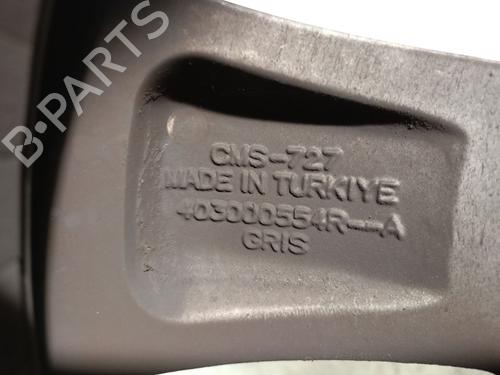 CMS-727
MADE IN TURKIYE
403000554R--A
GRIS
B-PARTS